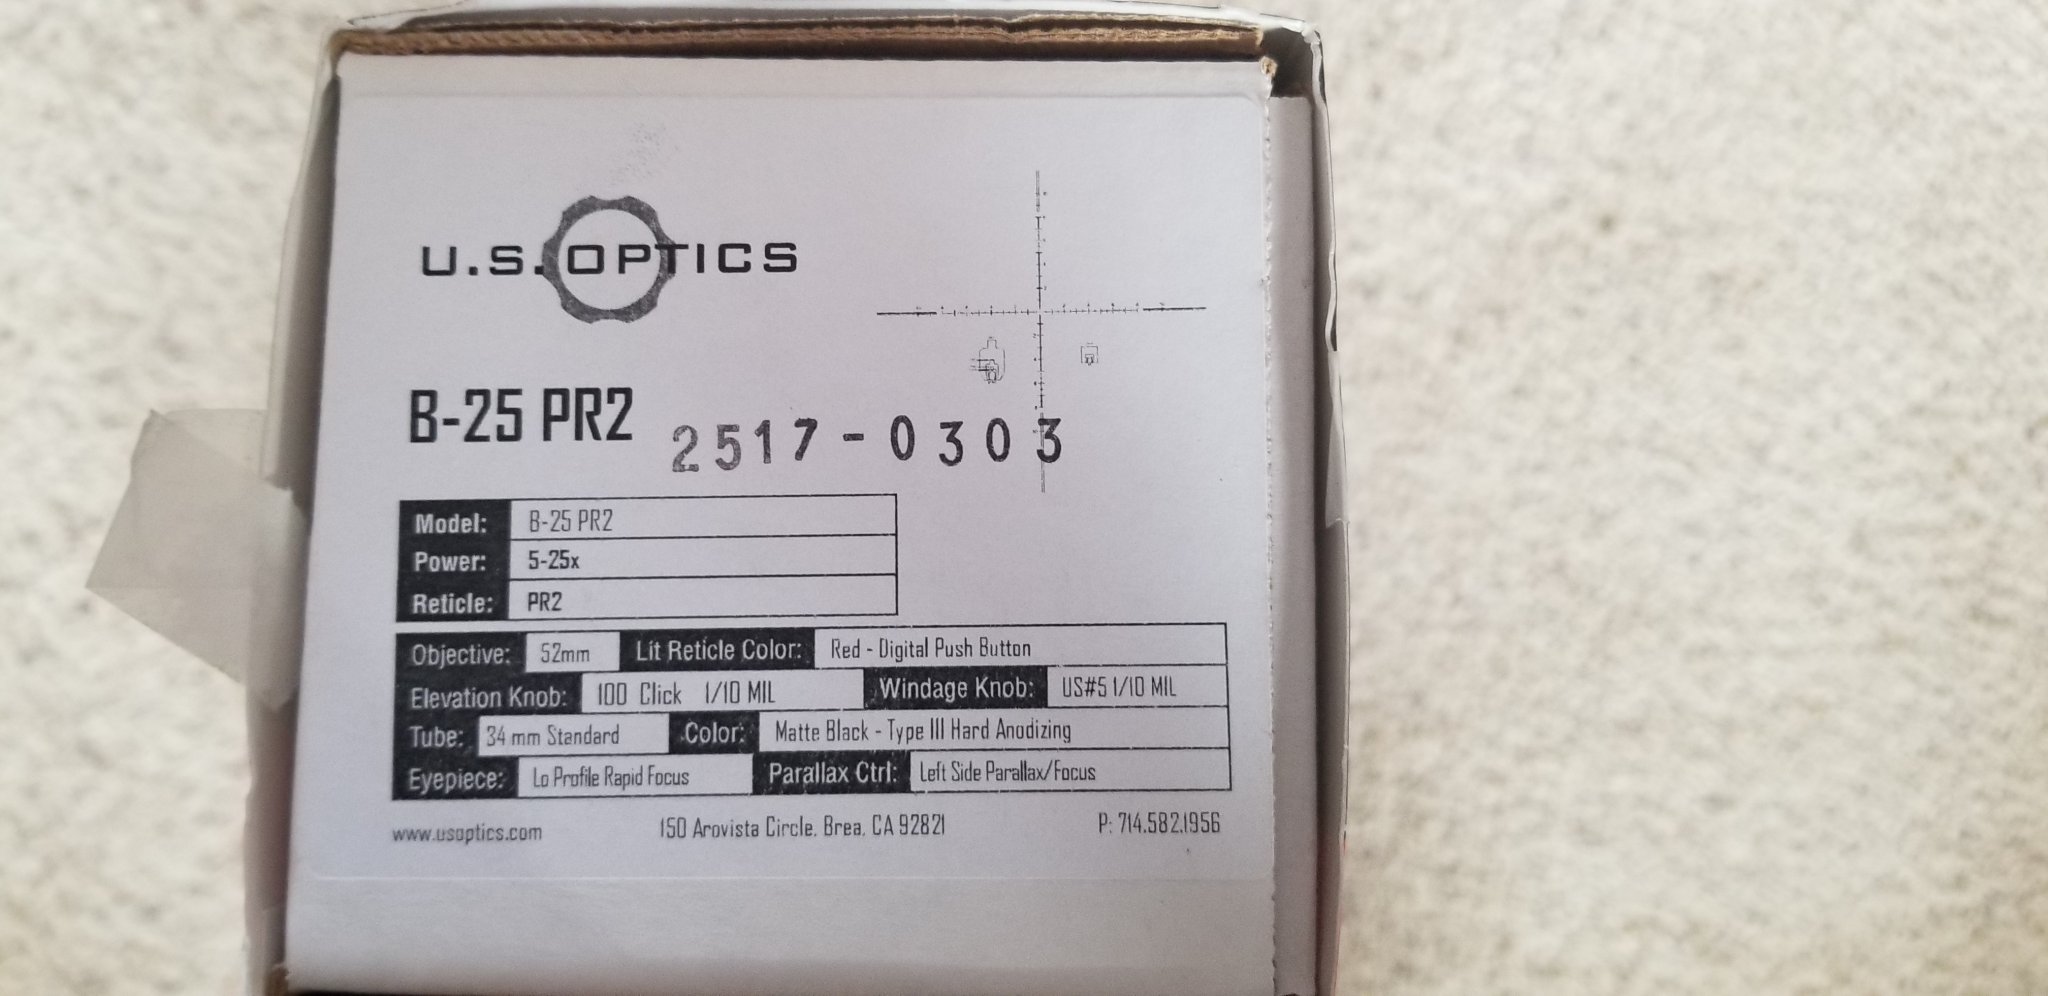 U.S. OPTICS
B-25 PR2 2517-0303
Model: B-25 PR2
Power: 5-25x
Reticle: PR2
Objective: 52mm Lit Reticle Color: Red - Digital Push Button
Elevation Knob: 100 Click 1/10 MIL Windage Knob: US#5 1/10 MIL
Tube: 34 mm Standard Color: Matte Black - Type III Hard Anodizing
Eyepiece: Lo Profile Rapid Focus Parallax Ctrl: Left Side Parallax/Focus
www.usoptics.com 150 Arovista Circle, Brea, CA 92821 P: 714.582.1956